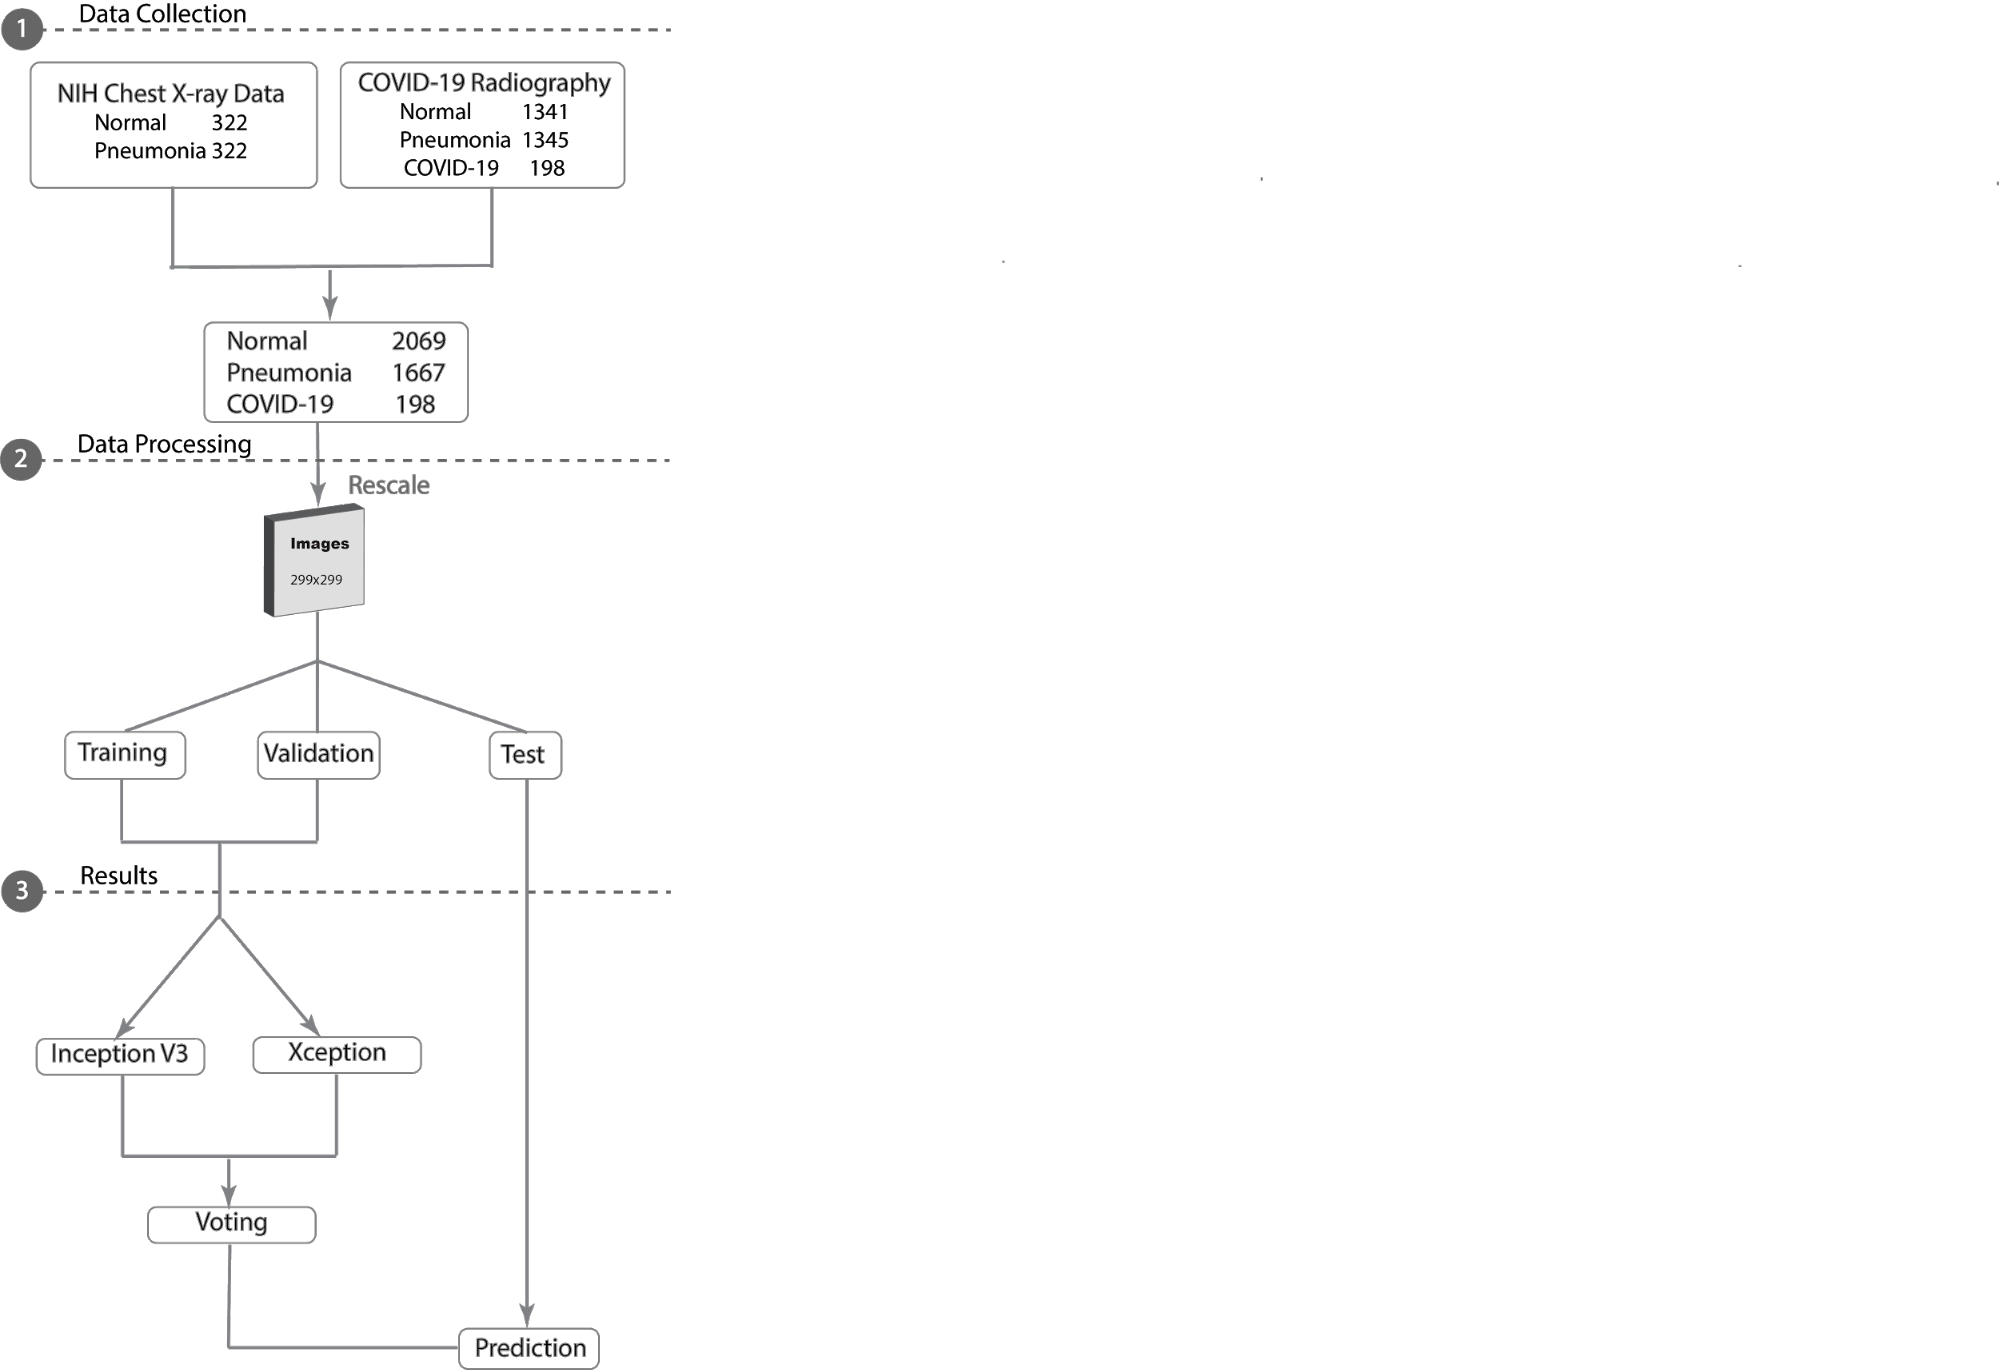 1 Data Collection
NIH Chest X-ray Data
Normal 322
Pneumonia 322
COVID-19 Radiography
Normal 1341
Pneumonia 1345
COVID-19 198
Normal 2069
Pneumonia 1667
COVID-19 198
2 Data Processing
Rescale
Images
299x299
Training
Validation
Test
3 Results
Inception V3
Xception
Voting
Prediction